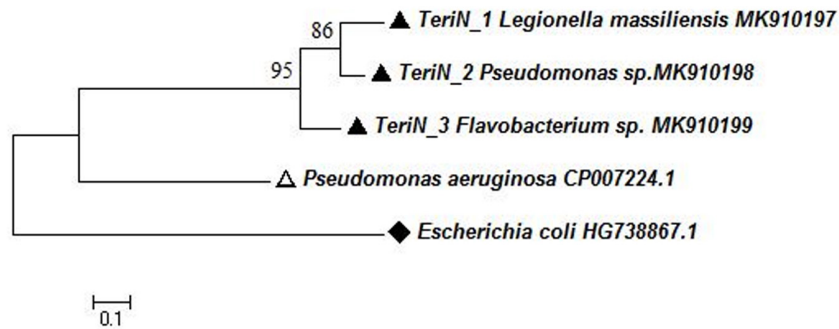 TeriN_1 Legionella massiliensis MK910197
86
TeriN_2 Pseudomonas sp.MK910198
95
TeriN_3 Flavobacterium sp. MK910199
Pseudomonas aeruginosa CP007224.1
Escherichia coli HG738867.1
0.1